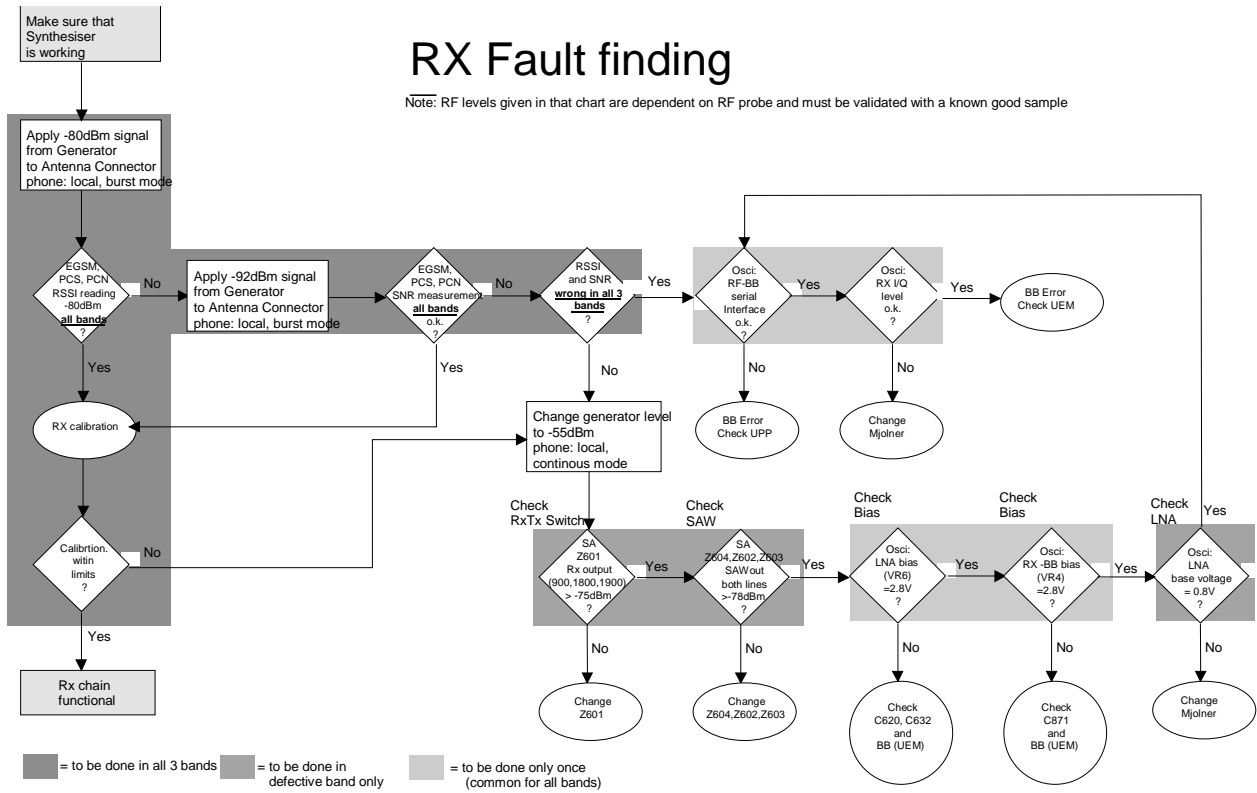 Make sure that
Synthesiser
is working
RX Fault finding
Note: RF levels given in that chart are dependent on RF probe and must be validated with a known good sample
Apply -80dBm signal
from Generator
to Antenna Connector
phone: local, burst mode
EGSM,
PCS, PCN
RSSI reading
-80dBm
all bands
?
No
Yes
Apply -92dBm signal
from Generator
to Antenna Connector
phone: local, burst mode
EGSM,
PCS, PCN
SNR measurement
all bands
o.k.
?
No
Yes
RSSI
and SNR
wrong in all 3
bands
?
Yes
No
Osci:
RF-BB
serial
Interface
o.k.
?
Yes
No
Osci:
RX I/Q
level
o.k.
?
Yes
No
BB Error
Check UEM
RX calibration
Change generator level
to -55dBm
phone: local,
continous mode
BB Error
Check UPP
Change
Mjolner
Calibrtion.
witin
limits
?
No
Yes
Check
RxTx Switch
SA
Z601
Rx output
(900,1800,1900)
> -75dBm
?
Yes
No
Check
SAW
SA
Z604,Z602,Z603
SAW out
both lines
>-78dBm
?
Yes
No
Check
Bias
Osci:
LNA bias
(VR6)
=2.8V
?
Yes
No
Check
Bias
Osci:
RX -BB bias
(VR4)
=2.8V
?
Yes
No
Check
LNA
Yes
Osci:
LNA
base voltage
= 0.8V
?
No
Rx chain
functional
Change
Z601
Change
Z604,Z602,Z603
Check
C620, C632
and
BB (UEM)
Check
C871
and
BB (UEM)
Change
Mjolner
= to be done in all 3 bands
= to be done in
defective band only
= to be done only once
(common for all bands)